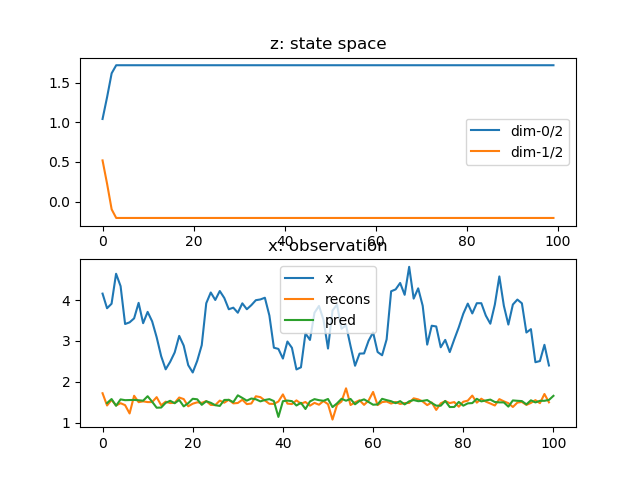 z: state space
1.5
1.0
0.5
0.0
dim-0/2
dim-1/2
0 20 40 60 80 100
x: observation
4
3
2
1
x
recons
pred
0 20 40 60 80 100